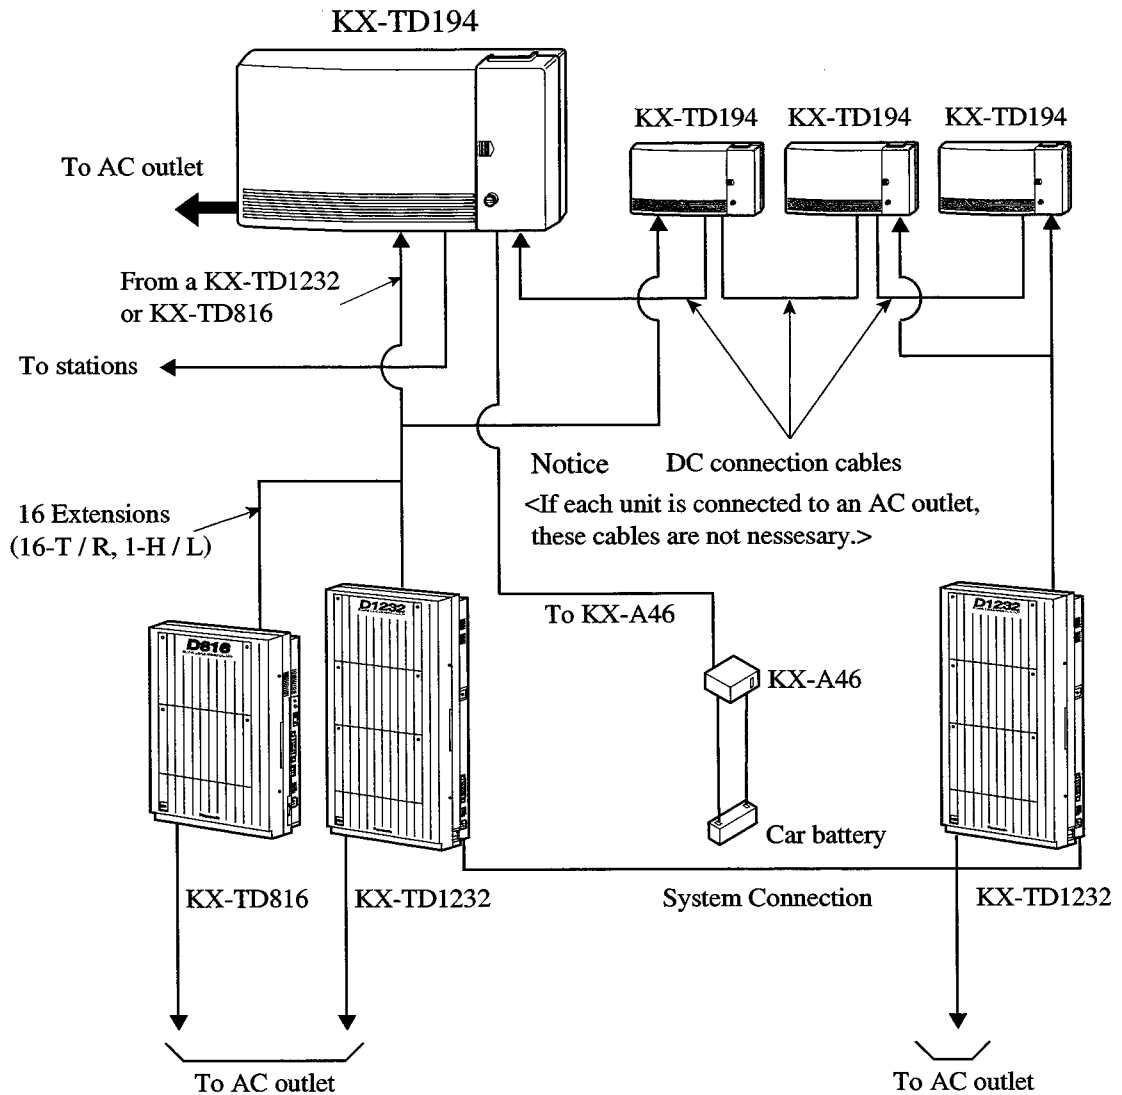 KX-TD194
KX-TD194 KX-TD194 KX-TD194
To AC outlet
From a KX-TD1232
or KX-TD816
To stations
Notice DC connection cables
<If each unit is connected to an AC outlet,
these cables are not nessesary.>
16 Extensions
(16-T / R, 1-H / L)
D1232
D1232
D816
To KX-A46
KX-A46
Car battery
KX-TD816
KX-TD1232
System Connection
KX-TD1232
To AC outlet
To AC outlet